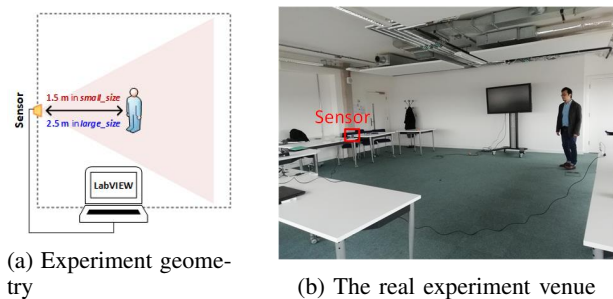 Sensor
1.5 m in small_size
2.5 m in large_size
LabVIEW
(a) Experiment geome-
try
Sensor
(b) The real experiment venue